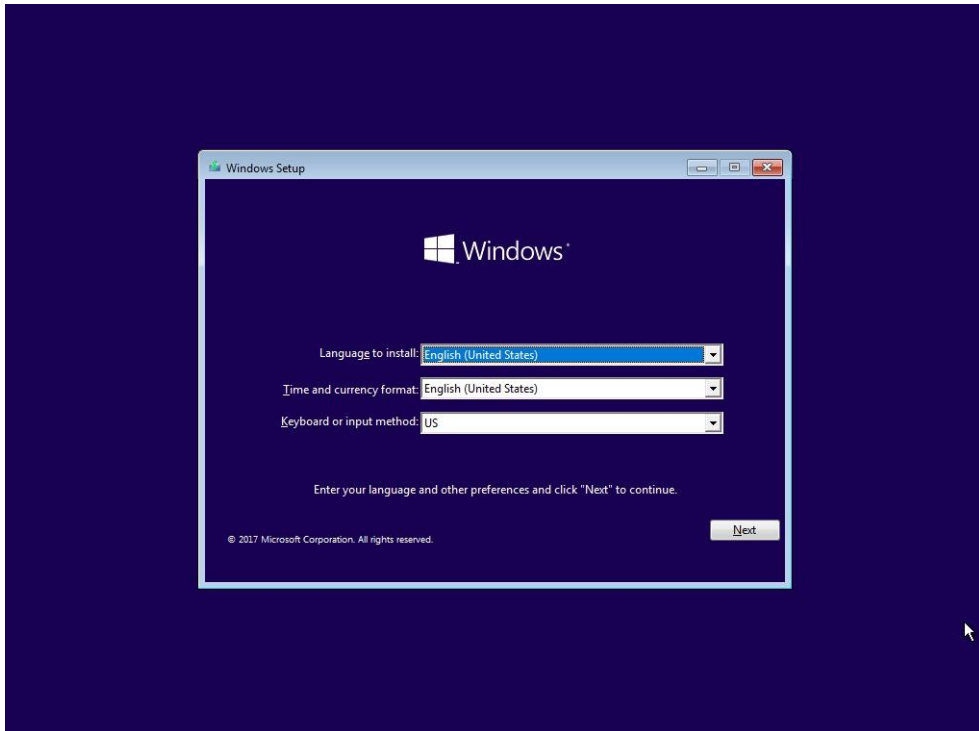 Windows Setup
Windows
Language to install: English (United States)
Time and currency format: English (United States)
Keyboard or input method: US
Enter your language and other preferences and click "Next" to continue.
Next
© 2017 Microsoft Corporation. All rights reserved.